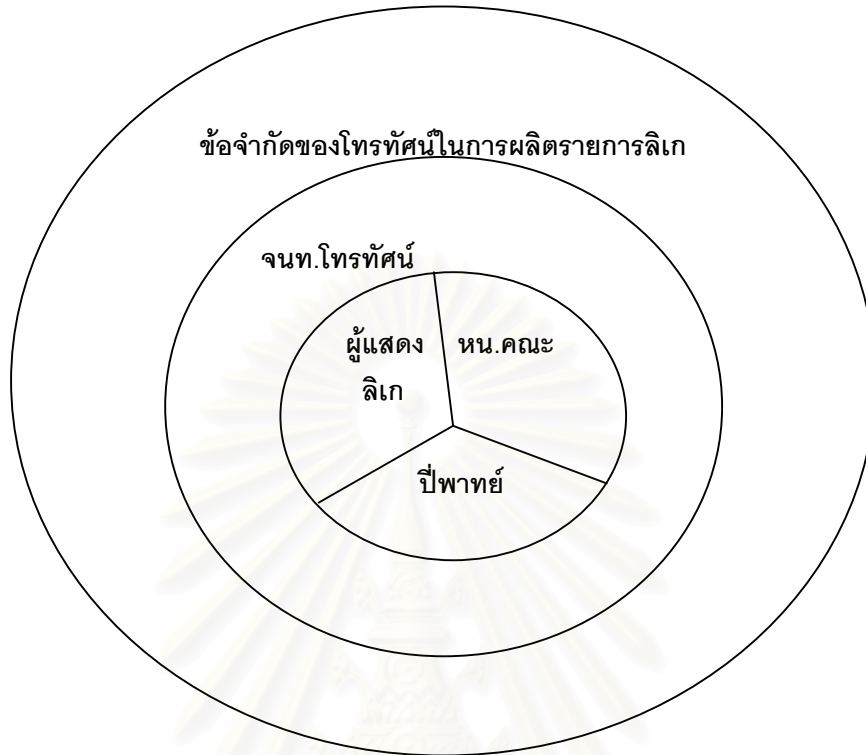 ข้อจำกัดของโทรทัศน์ในการผลิตรายการลิเก
จนท.โทรทัศน์
ผู้แสดง
ลิเก
หน.คณะ
ปี่พาทย์